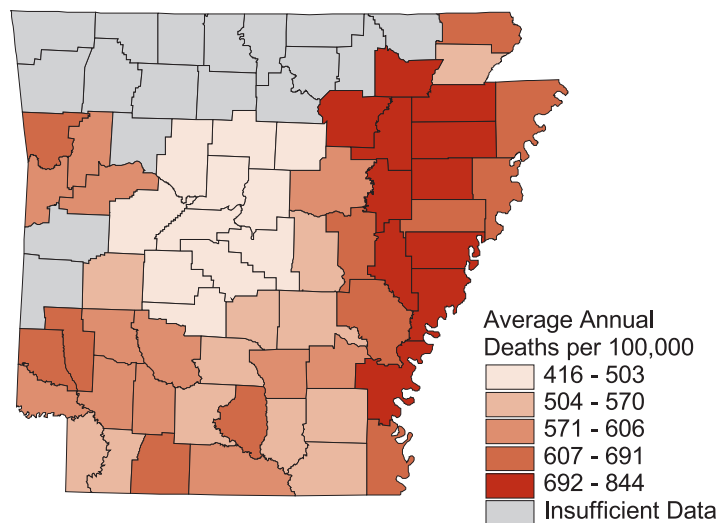 Average Annual
Deaths per 100,000
416 - 503
504 - 570
571 - 606
607 - 691
692 - 844
Insufficient Data